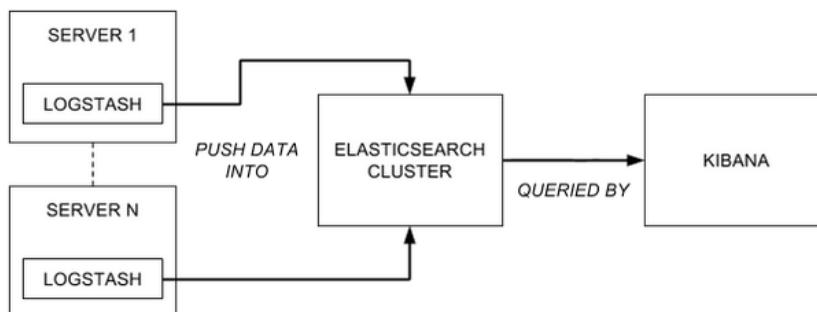 SERVER 1
LOGSTASH
PUSH DATA
INTO
SERVER N
LOGSTASH
ELASTICSEARCH
CLUSTER
QUERIED BY
KIBANA